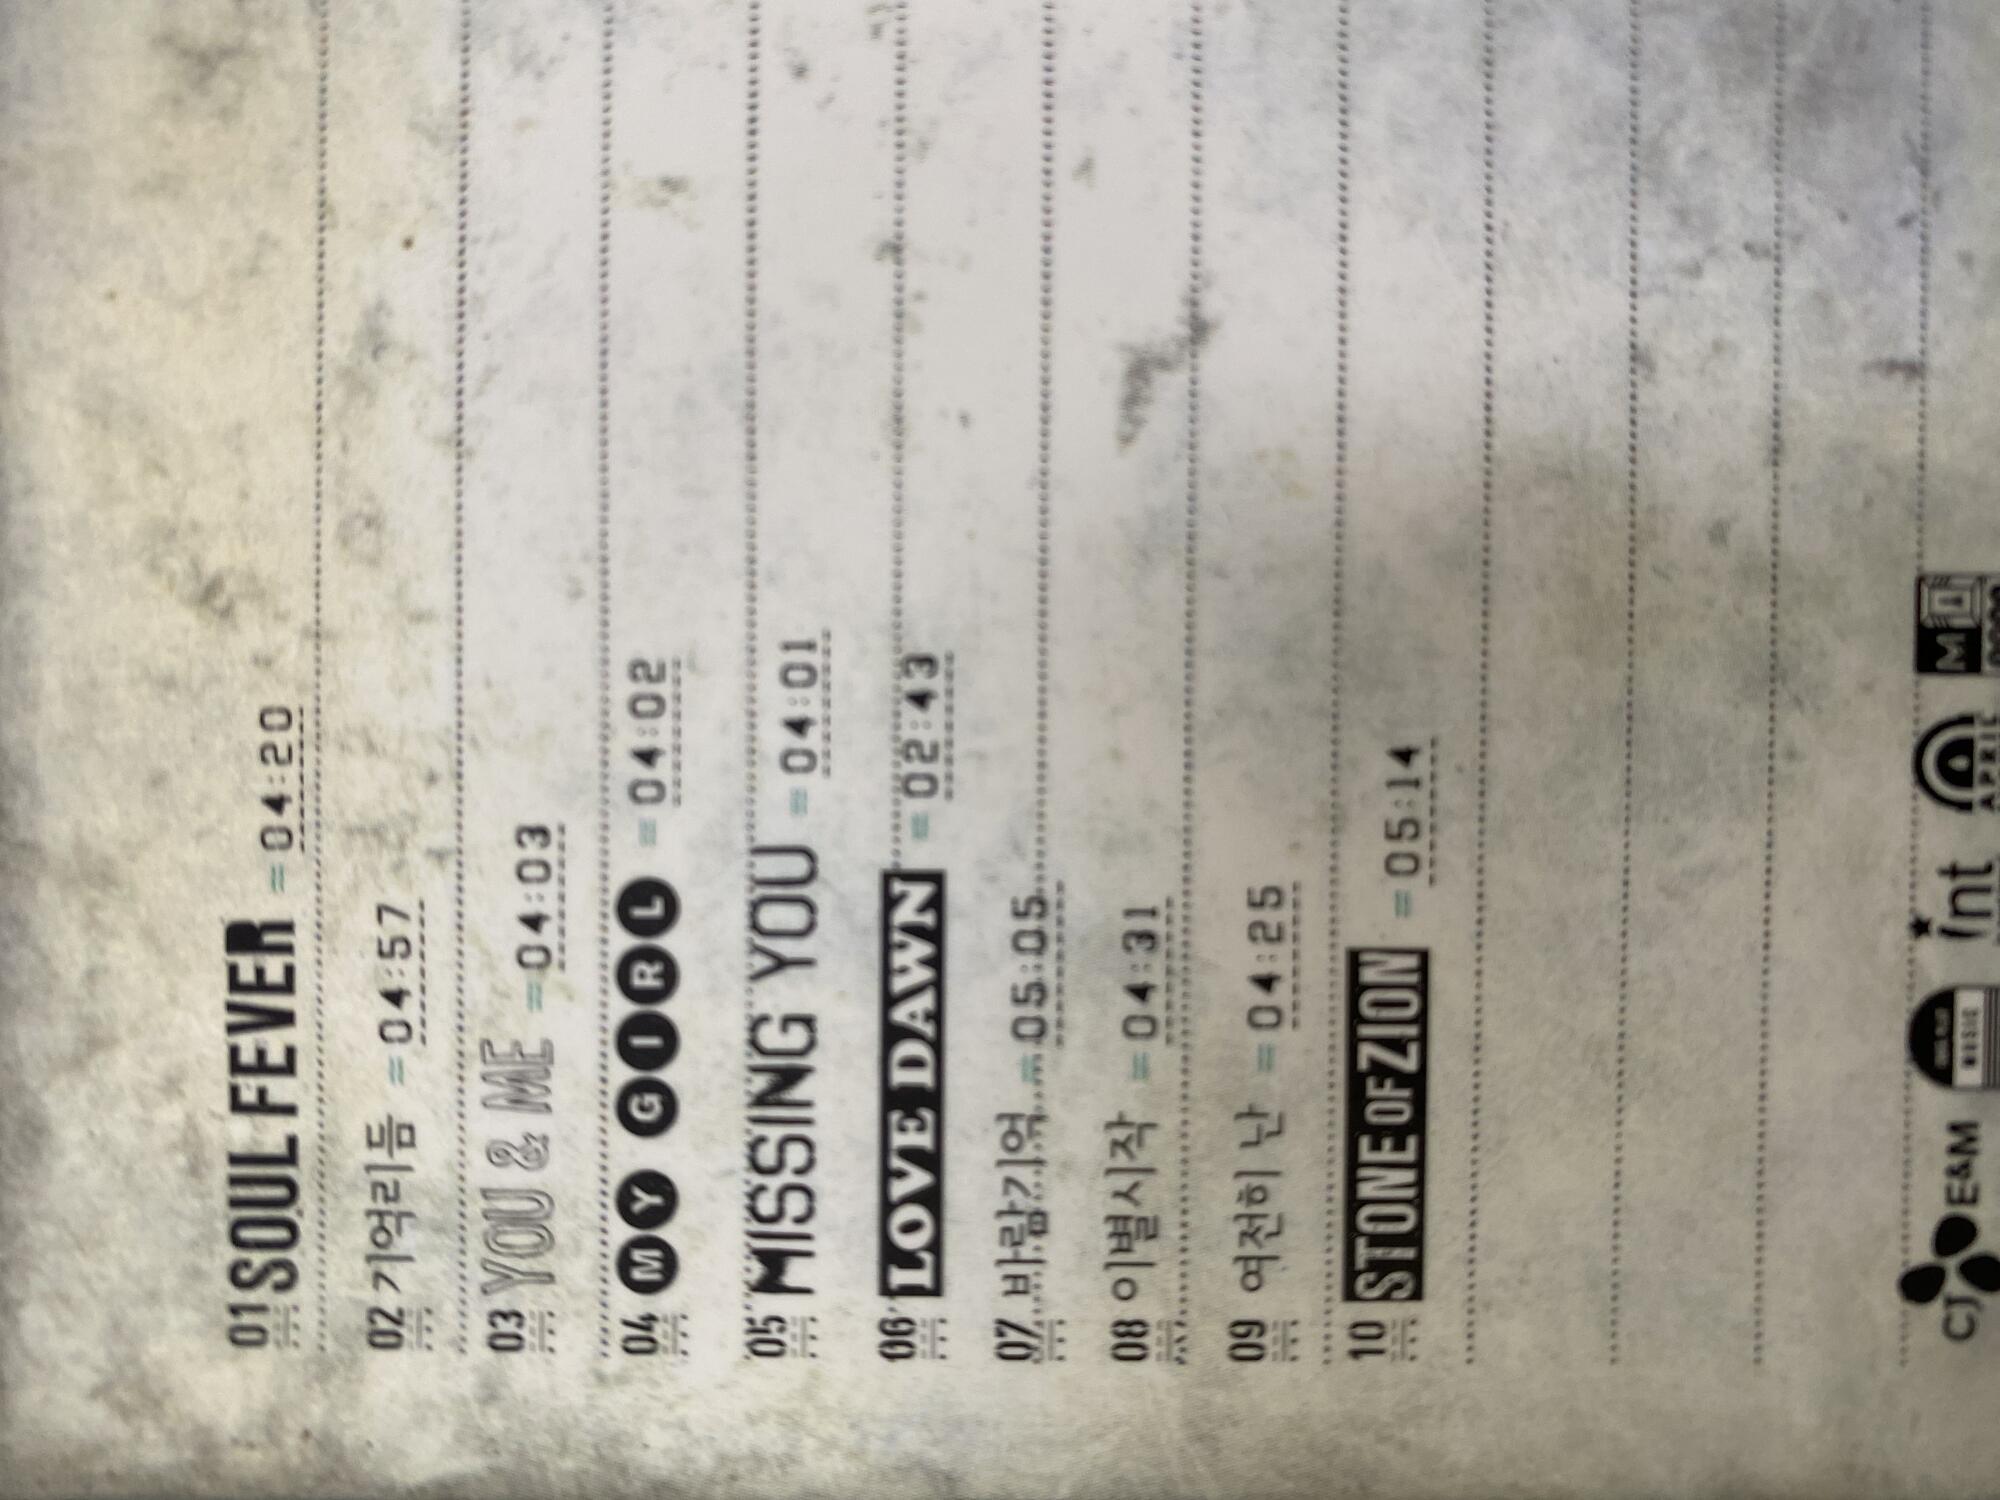 01 SOUL FEVER = 04:20
02 기억리듬 = 04:57
03 YOU & ME = 04:03
04 MY GIRL = 04:02
05 MISSING YOU = 04:01
06 LOVE DAWN = 02:43
07 바람기억 = 05:05
08 이별시작 = 04:31
09 여전히 난 = 04:25
10 STONE OF ZION = 05:14
CJ E&M MUSIC int APRIL